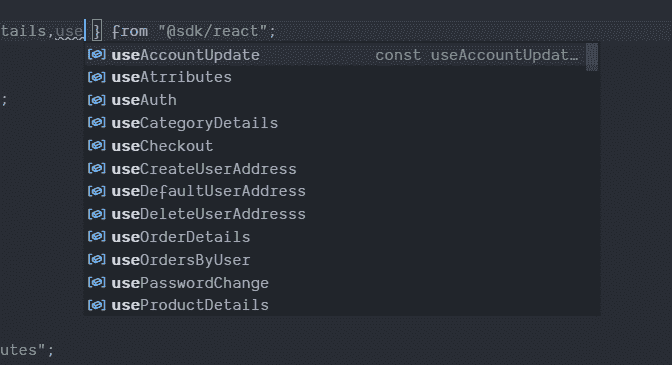 tails,use } from "@sdk/react";
useAccountUpdate const useAccountUpdat…
useAtrributes
;
useAuth
useCategoryDetails
useCheckout
useCreateUserAddress
useDefaultUserAddress
useDeleteUserAddresss
useOrderDetails
useOrdersByUser
usePasswordChange
useProductDetails
utes";